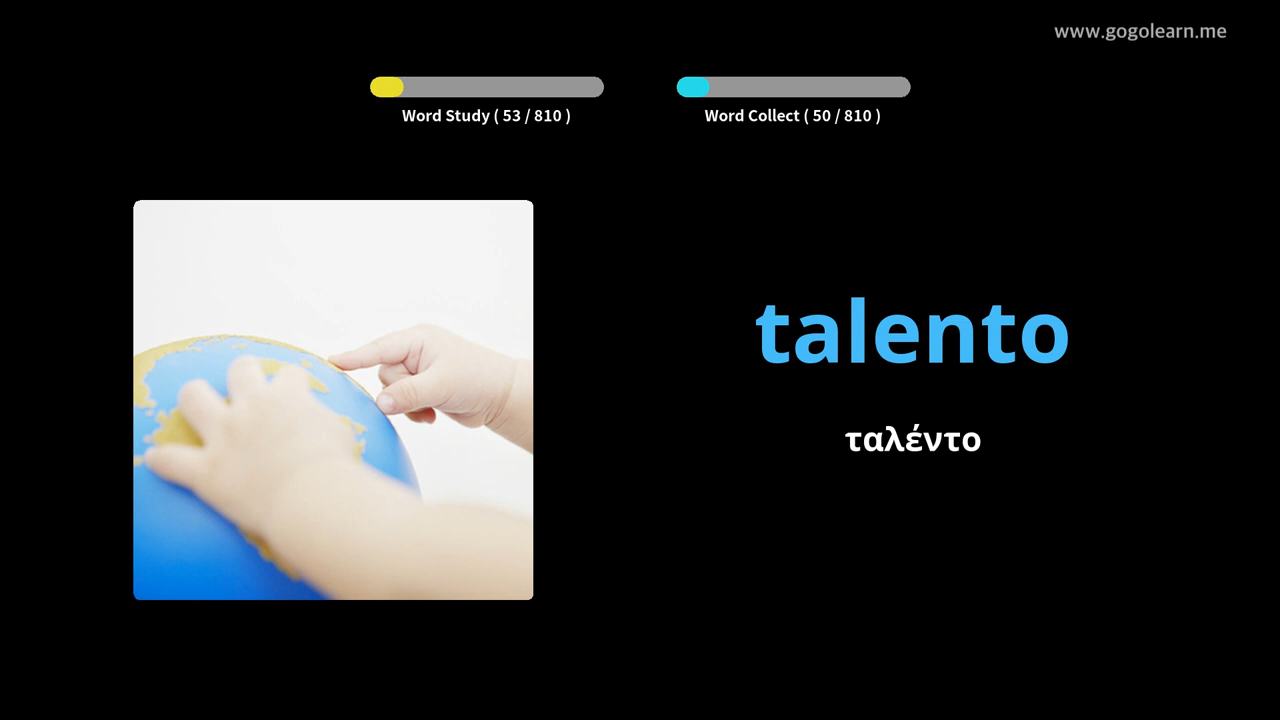 www.gogolearn.me
Word Study ( 53 / 810 )
Word Collect ( 50 / 810 )
talento
ταλέντο